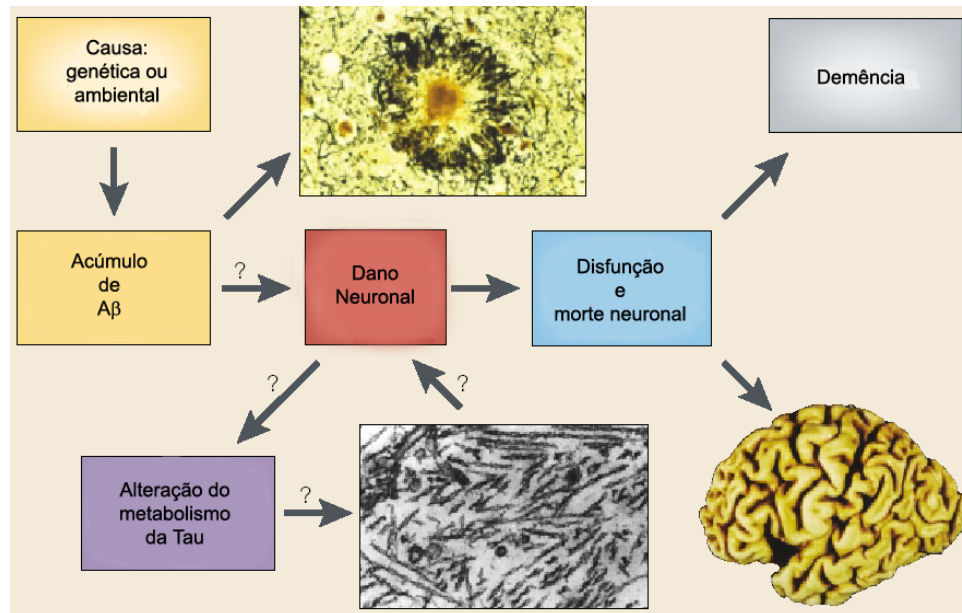 Causa:
genética ou
ambiental
Demência
Acúmulo
de
Aβ
?
Dano
Neuronal
Disfunção
e
morte neuronal
?
?
Alteração do
metabolismo
da Tau
?